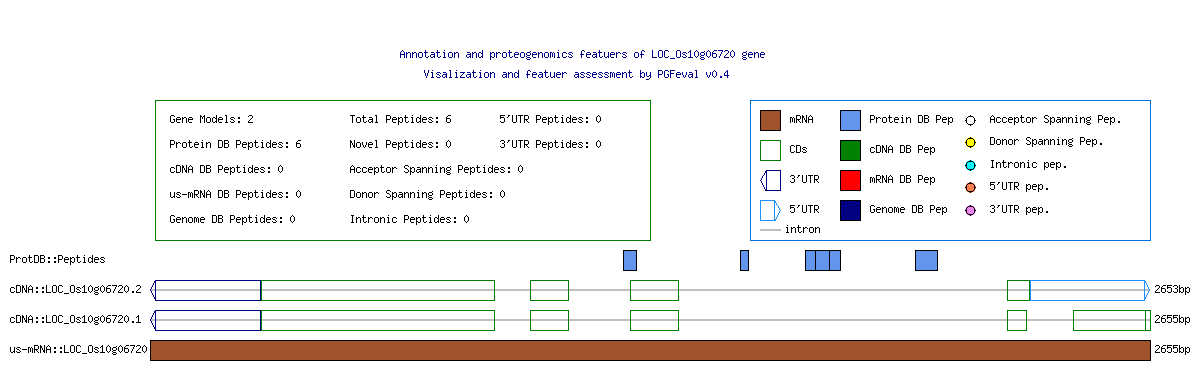 Annotation and proteogenomics featuers of LOC_Os10g06720 gene
Visalization and featuer assessment by PGFeval v0.4
Gene Models: 2 Total Peptides: 6 5'UTR Peptides: 0
Protein DB Peptides: 6 Novel Peptides: 0 3'UTR Peptides: 0
cDNA DB Peptides: 0 Acceptor Spanning Peptides: 0
us-mRNA DB Peptides: 0 Donor Spanning Peptides: 0
Genome DB Peptides: 0 Intronic Peptides: 0
mRNA Protein DB Pep Acceptor Spanning Pep.
CDs cDNA DB Pep Donor Spanning Pep.
3'UTR mRNA DB Pep Intronic pep.
5'UTR Genome DB Pep 5'UTR pep.
intron 3'UTR pep.
ProtDB::Peptides
cDNA::LOC_Os10g06720.2 2653bp
cDNA::LOC_Os10g06720.1 2655bp
us-mRNA::LOC_Os10g06720 2655bp